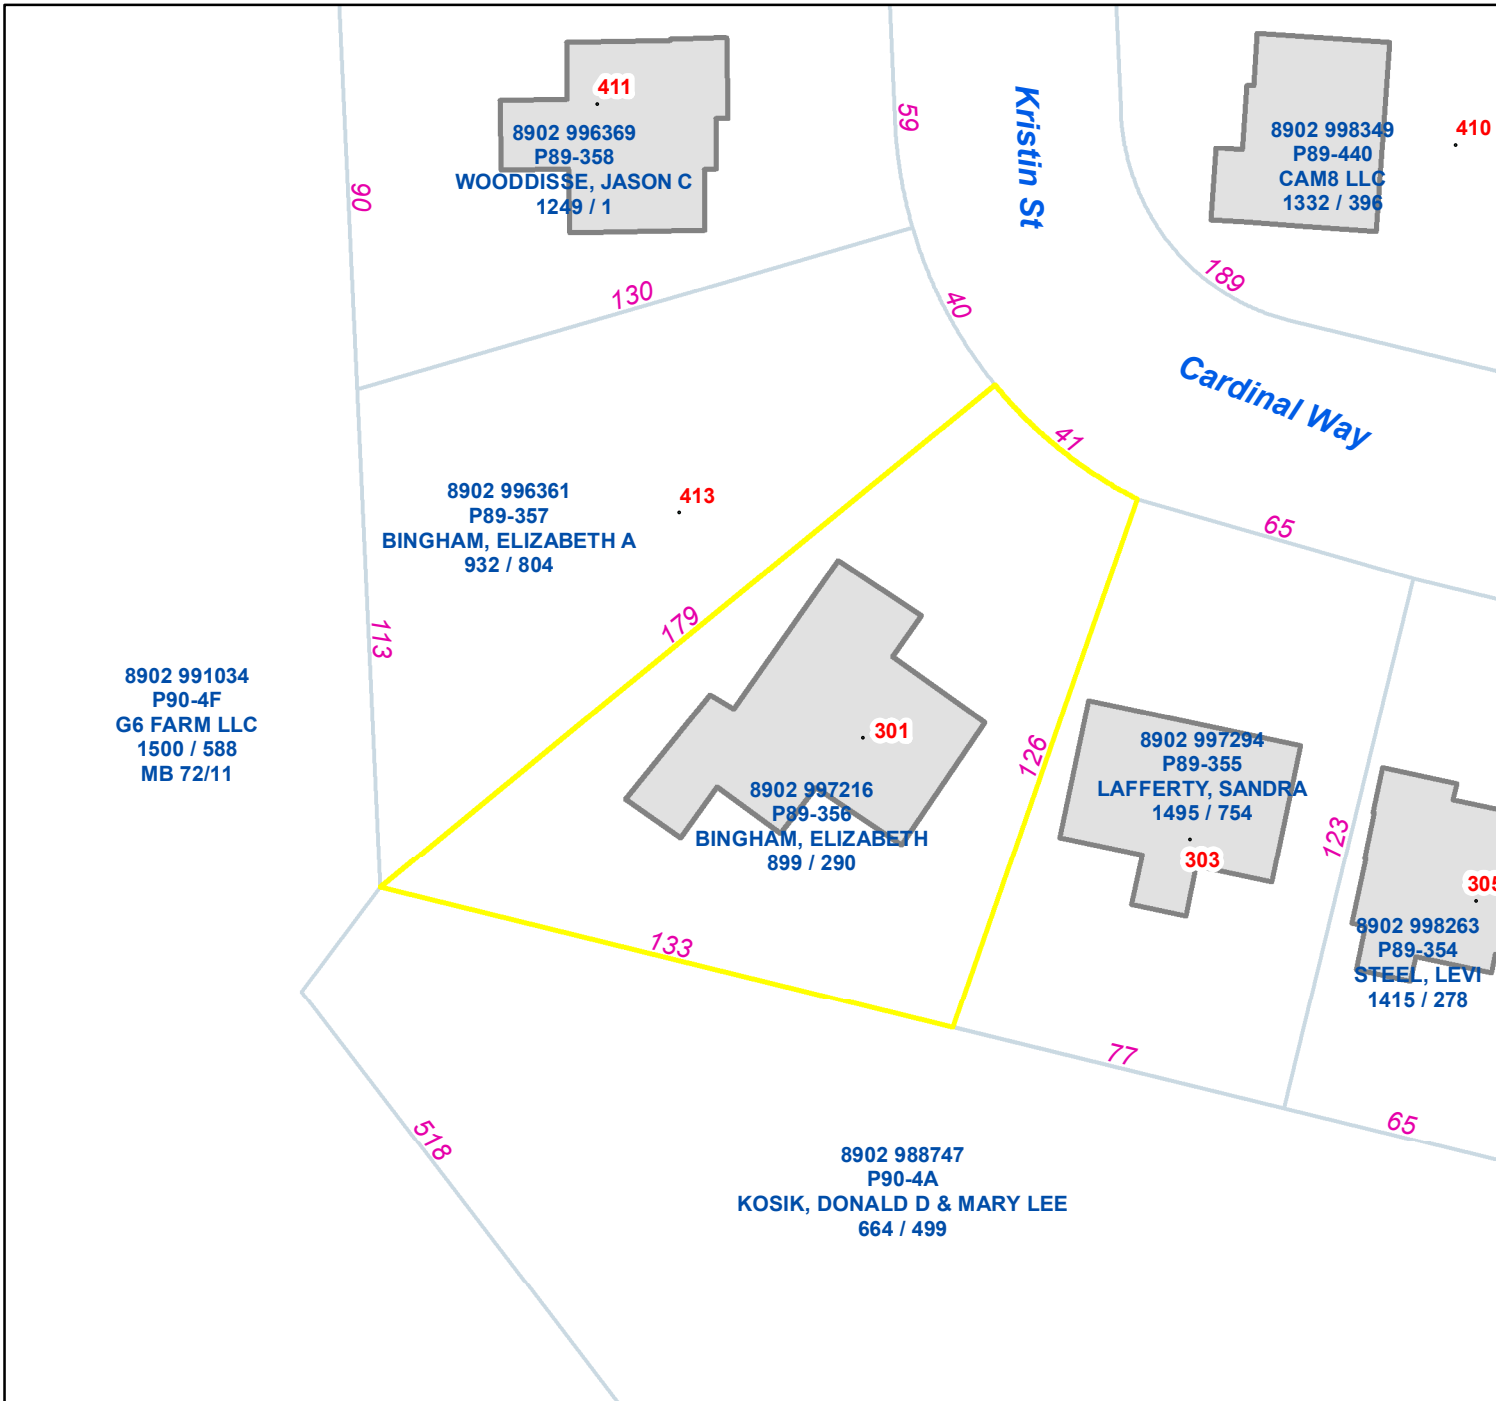 411
8902 996369
P89-358
WOODDISSE, JASON C
1249 / 1
59
Kristin St
8902 998349
P89-440
CAM8 LLC
1332 / 396
410
90
130
40
189
Cardinal Way
41
8902 996361
P89-357
BINGHAM, ELIZABETH A
932 / 804
413
65
179
113
8902 991034
P90-4F
G6 FARM LLC
1500 / 588
MB 72/11
301
8902 997216
P89-356
BINGHAM, ELIZABETH
899 / 290
126
8902 997294
P89-355
LAFFERTY, SANDRA
1495 / 754
303
123
305
8902 998263
P89-354
STEEL, LEVI
1415 / 278
133
77
65
518
8902 988747
P90-4A
KOSIK, DONALD D & MARY LEE
664 / 499